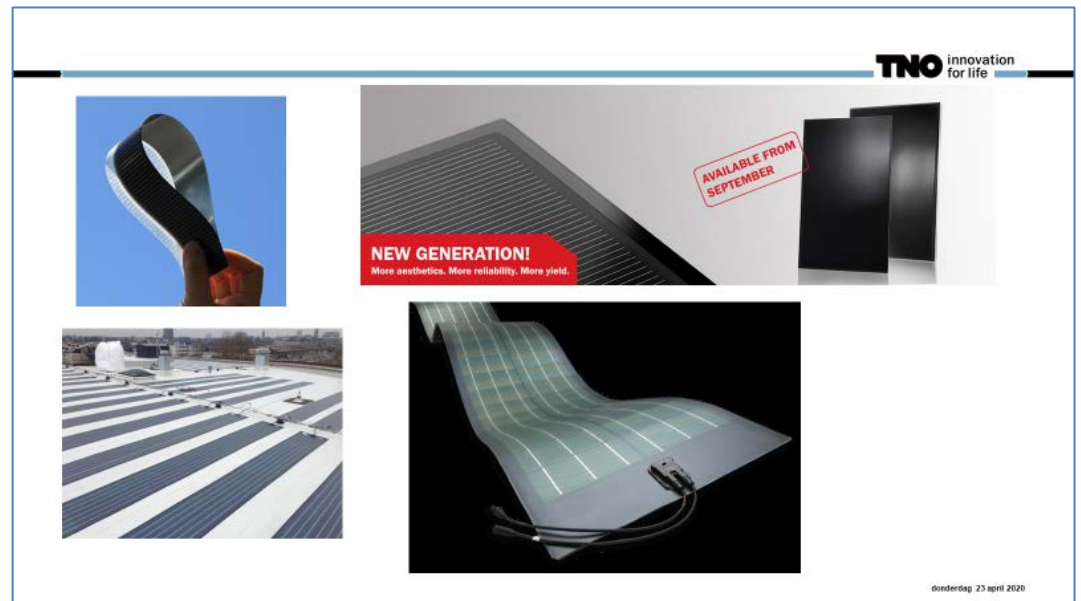 TNO innovation
for life
AVAILABLE FROM
SEPTEMBER
NEW GENERATION!
More aesthetics. More reliability. More yield.
donderdag 23 april 2020